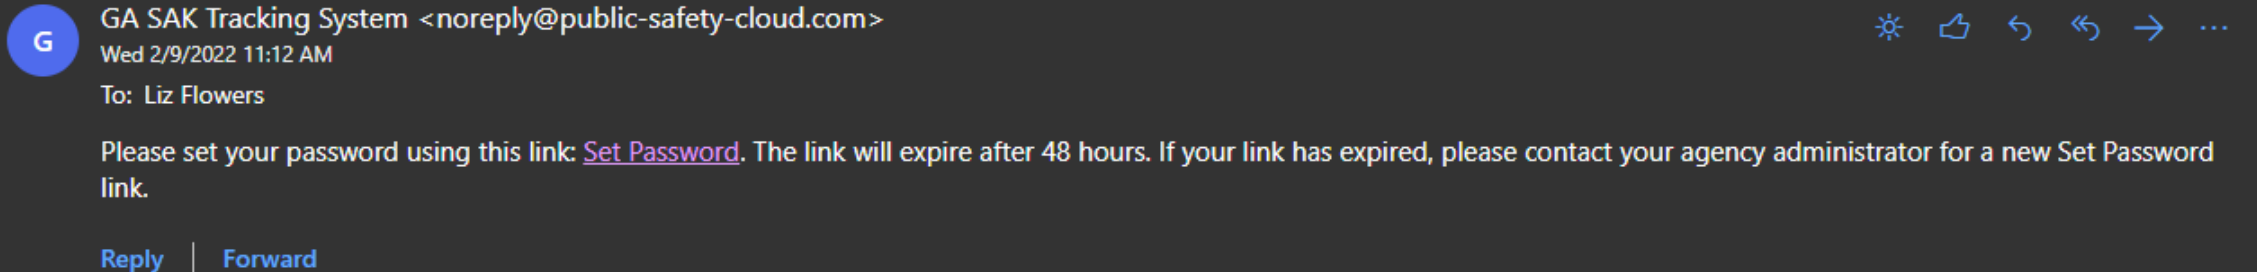 G
GA SAK Tracking System <noreply@public-safety-cloud.com>
Wed 2/9/2022 11:12 AM
To: Liz Flowers
Please set your password using this link: Set Password. The link will expire after 48 hours. If your link has expired, please contact your agency administrator for a new Set Password
link.
Reply | Forward